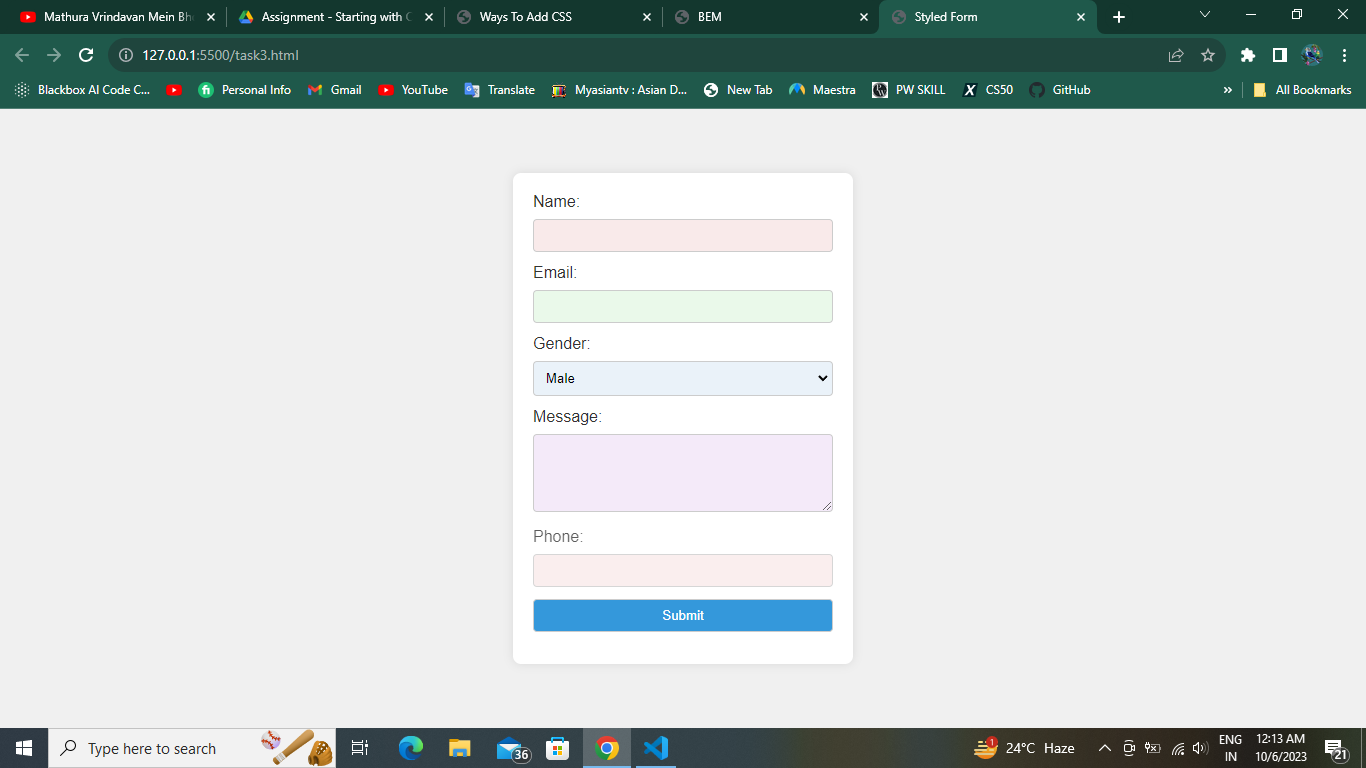 Mathura Vrindavan Mein Bh
Assignment - Starting with C
Ways To Add CSS
BEM
Styled Form
127.0.0.1:5500/task3.html
Blackbox AI Code C...
Personal Info
Gmail
YouTube
Translate
Myasiantv : Asian D...
New Tab
Maestra
PW SKILL
X CS50
GitHub
»
All Bookmarks
Name:
Email:
Gender:
Male
Message:
Phone:
Submit
Type here to search
36
1
24°C Haze
ENG
IN
12:13 AM
10/6/2023
21